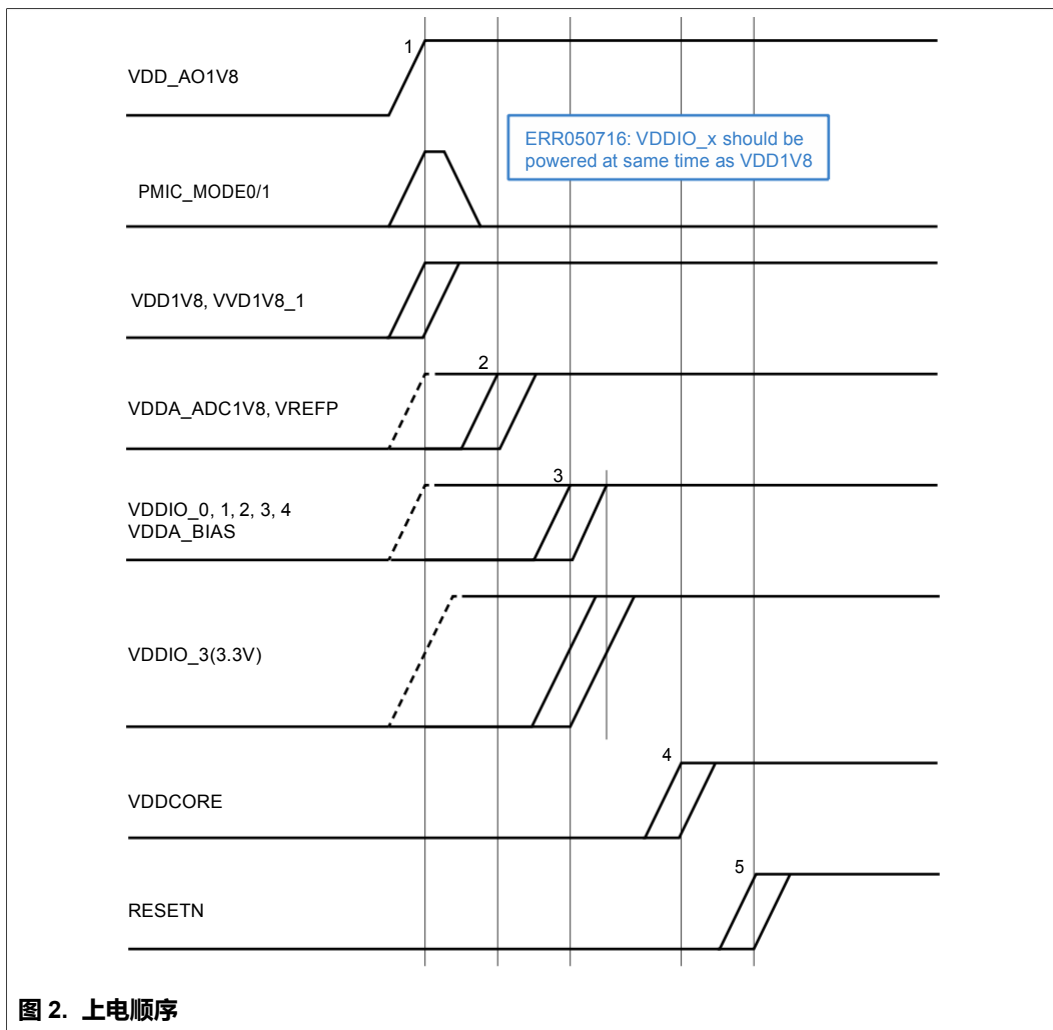 1
VDD_AO1V8
ERR050716: VDDIO_x should be
powered at same time as VDD1V8
PMIC_MODE0/1
VDD1V8, VVD1V8_1
2
VDDA_ADC1V8, VREFP
3
VDDIO_0, 1, 2, 3, 4
VDDA_BIAS
VDDIO_3(3.3V)
4
VDDCORE
5
RESETN
图 2. 上电顺序